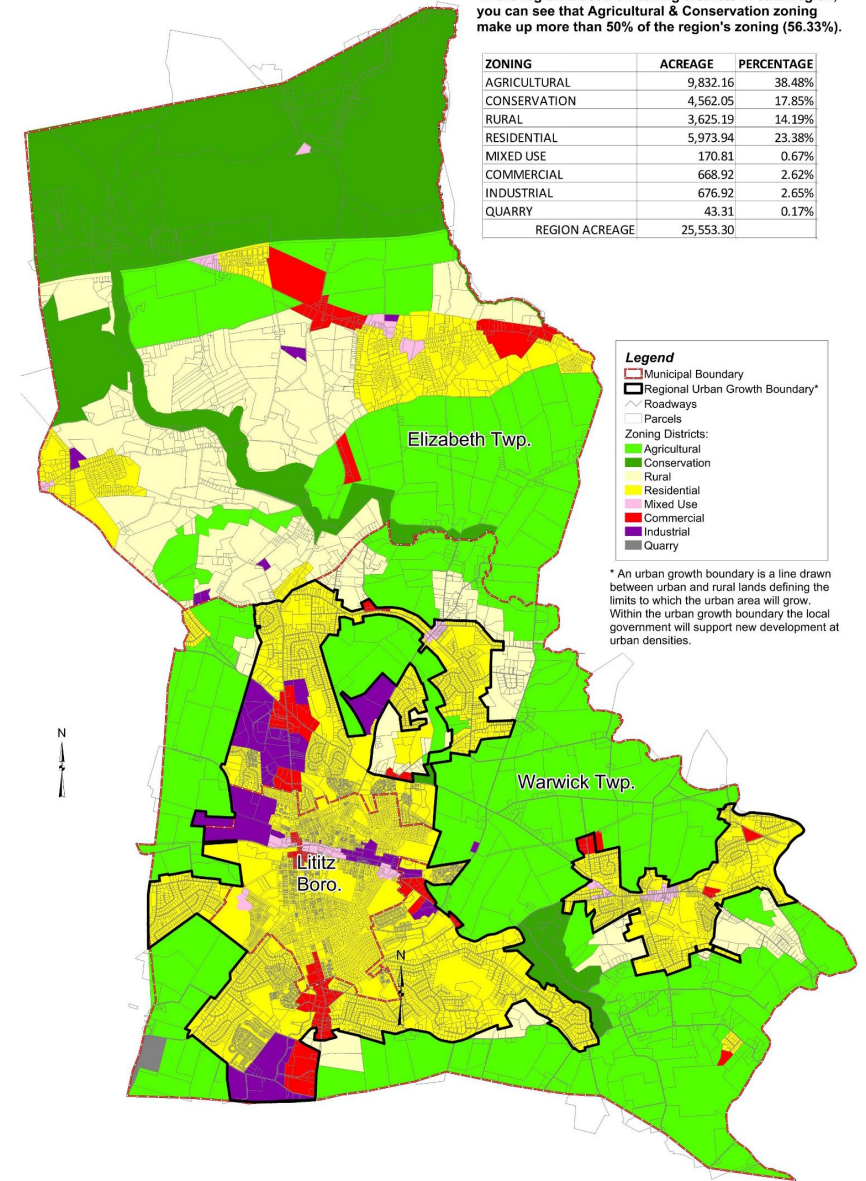 you can see that Agricultural & Conservation zoning
make up more than 50% of the region's zoning (56.33%).
ZONING ACREAGE PERCENTAGE
AGRICULTURAL 9,832.16 38.48%
CONSERVATION 4,562.05 17.85%
RURAL 3,625.19 14.19%
RESIDENTIAL 5,973.94 23.38%
MIXED USE 170.81 0.67%
COMMERCIAL 668.92 2.62%
INDUSTRIAL 676.92 2.65%
QUARRY 43.31 0.17%
REGION ACREAGE 25,553.30
Legend
Municipal Boundary
Regional Urban Growth Boundary*
Roadways
Parcels
Zoning Districts:
Agricultural
Conservation
Rural
Residential
Mixed Use
Commercial
Industrial
Quarry
* An urban growth boundary is a line drawn
between urban and rural lands defining the
limits to which the urban area will grow.
Within the urban growth boundary the local
government will support new development at
urban densities.
Elizabeth Twp.
N
Warwick Twp.
Lititz
Boro.
N